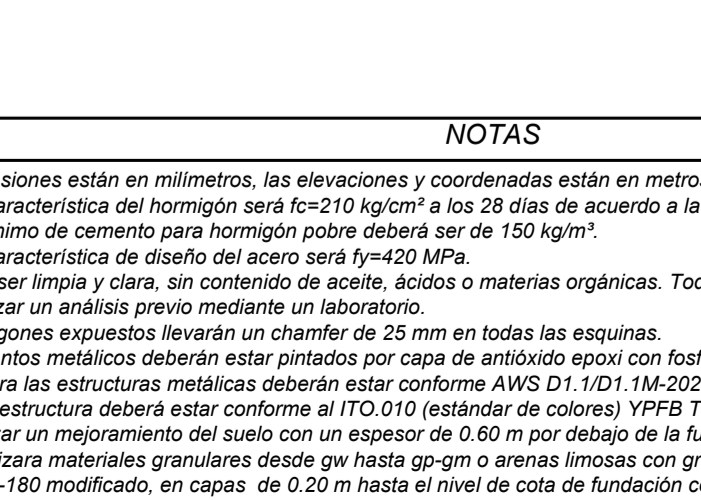 NOTAS
siones están en milímetros, las elevaciones y coordenadas están en metros
aracterística del hormigón será fc=210 kg/cm² a los 28 días de acuerdo a la
nimo de cemento para hormigón pobre deberá ser de 150 kg/m³.
aracterística de diseño del acero será fy=420 MPa.
ser limpia y clara, sin contenido de aceite, ácidos o materias orgánicas. Tod
zar un análisis previo mediante un laboratorio.
gones expuestos llevarán un chamfer de 25 mm en todas las esquinas.
ntos metálicos deberán estar pintados por capa de antióxido epoxi con fosf
ra las estructuras metálicas deberán estar conforme AWS D1.1/D1.1M-202
estructura deberá estar conforme al ITO.010 (estándar de colores) YPFB T
zar un mejoramiento del suelo con un espesor de 0.60 m por debajo de la fu
izara materiales granulares desde gw hasta gp-gm o arenas limosas con gr
-180 modificado, en capas de 0.20 m hasta el nivel de cota de fundación co